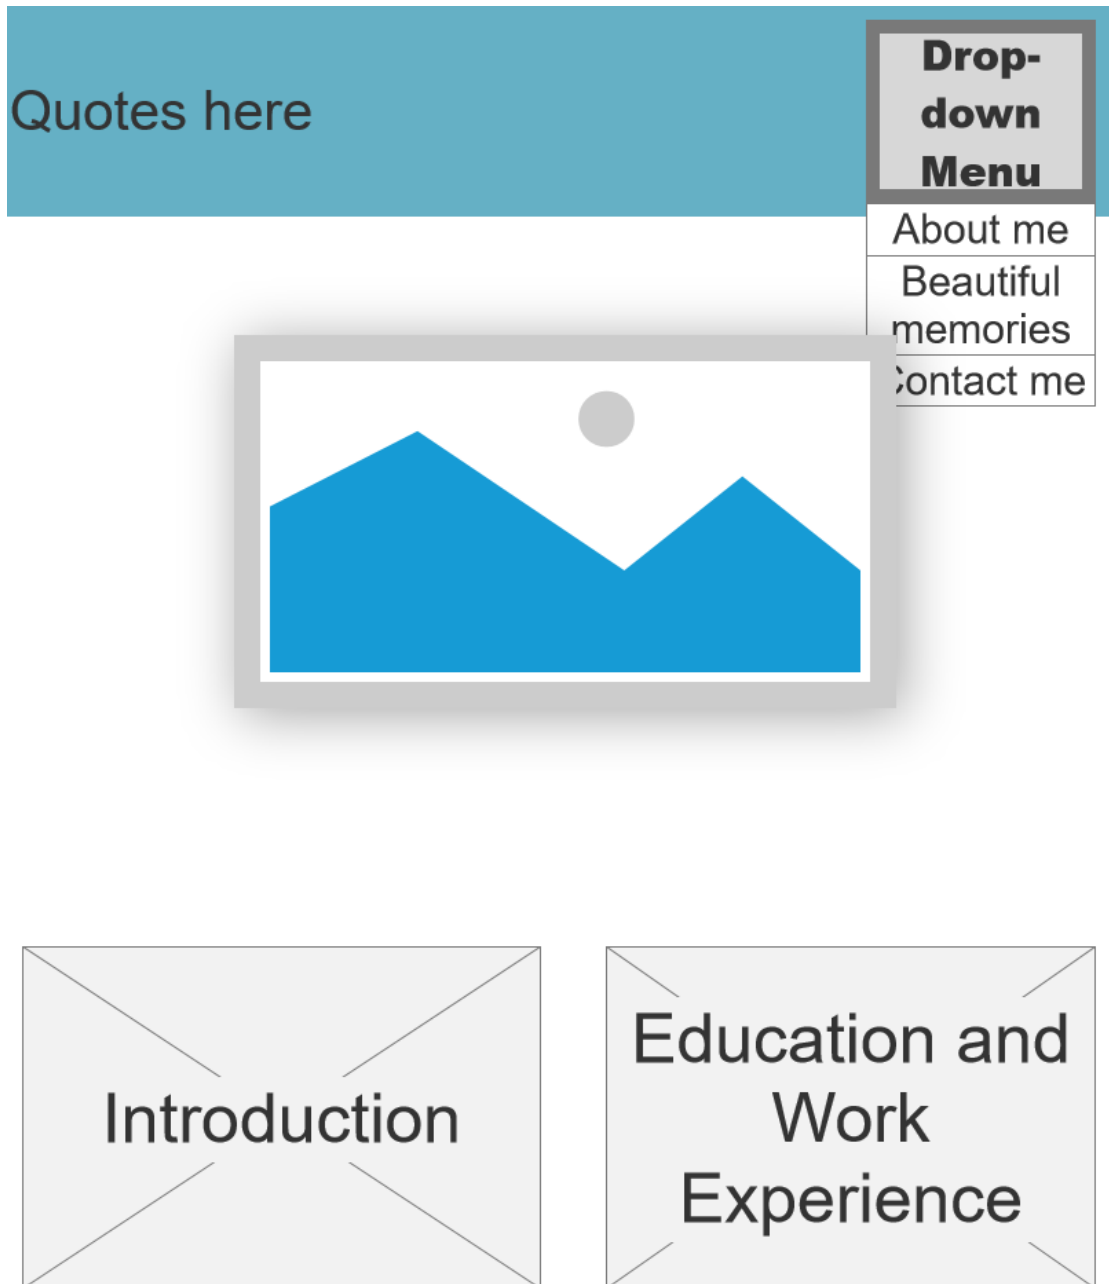 Quotes here
Drop-
down
Menu
About me
Beautiful
memories
Contact me
Introduction
Education and
Work
Experience